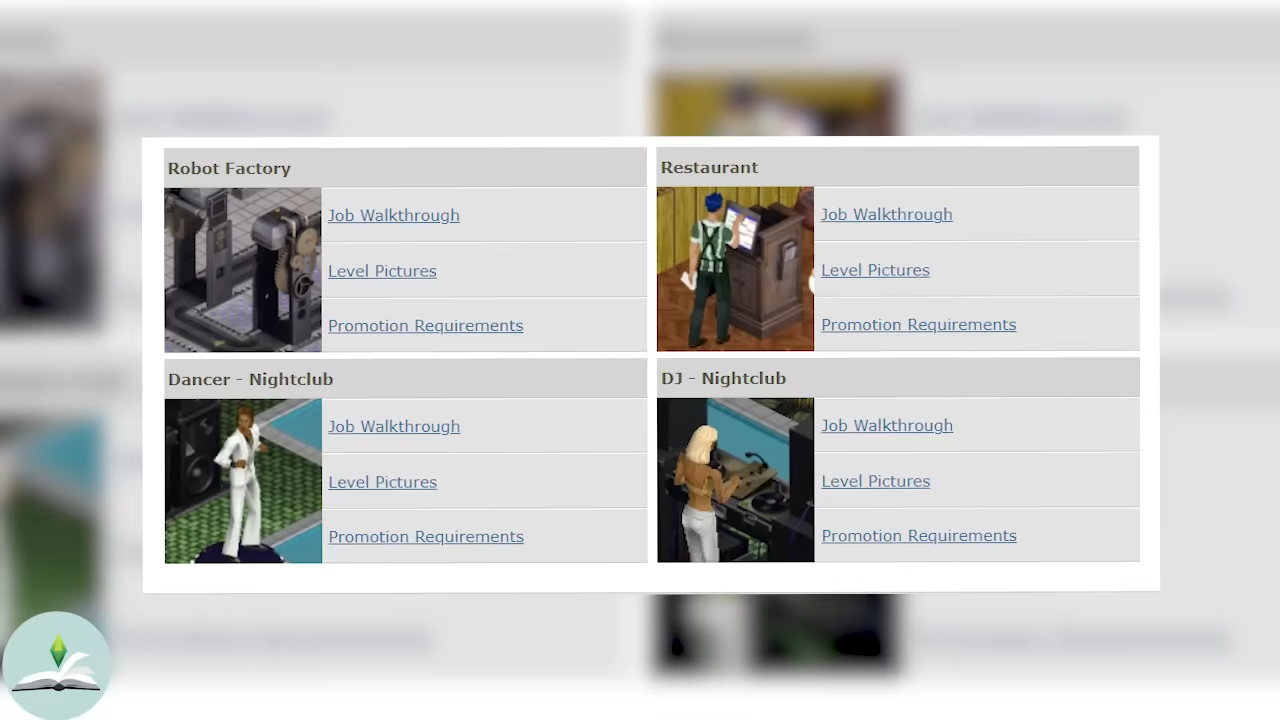 Robot Factory
Job Walkthrough
Level Pictures
Promotion Requirements
Restaurant
Job Walkthrough
Level Pictures
Promotion Requirements
Dancer - Nightclub
Job Walkthrough
Level Pictures
Promotion Requirements
DJ - Nightclub
Job Walkthrough
Level Pictures
Promotion Requirements